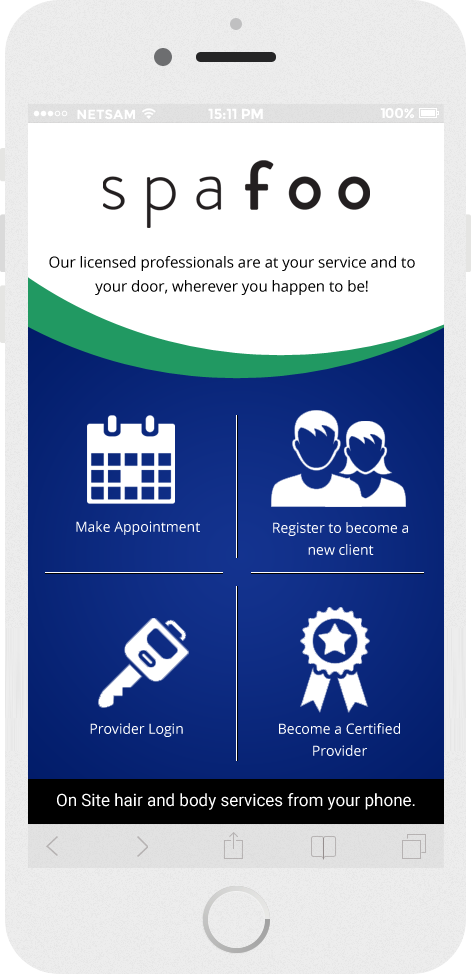 NETSAM 15:11 PM 100%
spafoo
Our licensed professionals are at your service and to
your door, wherever you happen to be!
Make Appointment
Register to become a
new client
Provider Login
Become a Certified
Provider
On Site hair and body services from your phone.